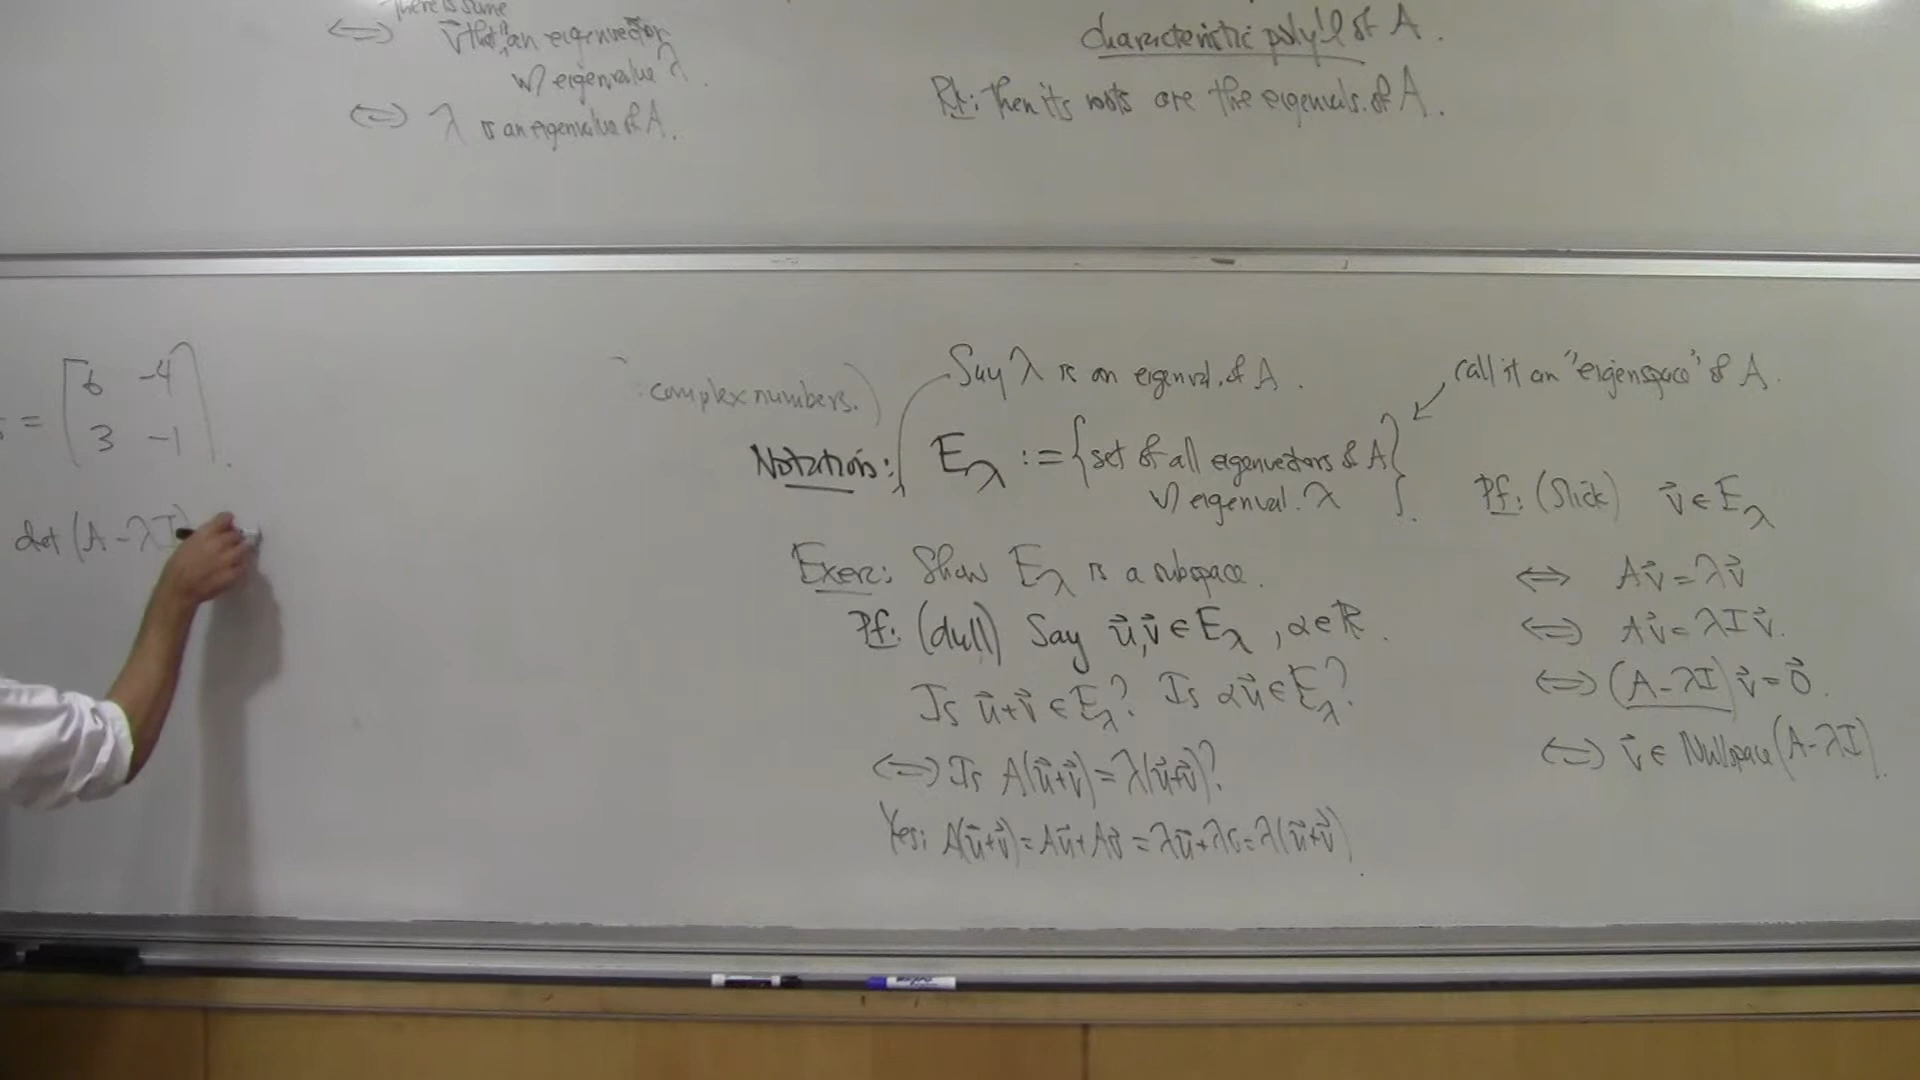 There is some
⟺ v⃗ that's an eigenvector
w/ eigenvalue λ.
⟺ λ is an eigenvalue of A.
characteristic poly'l of A.
Rk: Then its roots are the eigenvals. of A.
= [6 -4
3 -1].
det(A-λI)
complex numbers.)
Say λ is an eigenval. of A.
call it an "eigenspace" of A.
Notation: E_λ := {set of all eigenvectors of A
w/ eigenval. λ}.
Exerc: Show E_λ is a subspace.
Pf: (dull) Say u⃗,v⃗ ∈ E_λ, α∈ℝ.
Is u⃗+v⃗ ∈ E_λ? Is αu⃗ ∈ E_λ?
⟺ Is A(u⃗+v⃗) = λ(u⃗+v⃗)?
Yes: A(u⃗+v⃗) = Au⃗+Av⃗ = λu⃗+λv⃗ = λ(u⃗+v⃗)
Pf: (Slick) v⃗ ∈ E_λ
⟺ Av⃗ = λv⃗
⟺ Av⃗ = λIv⃗.
⟺ (A-λI)v⃗ = 0⃗.
⟺ v⃗ ∈ Nullspace(A-λI).